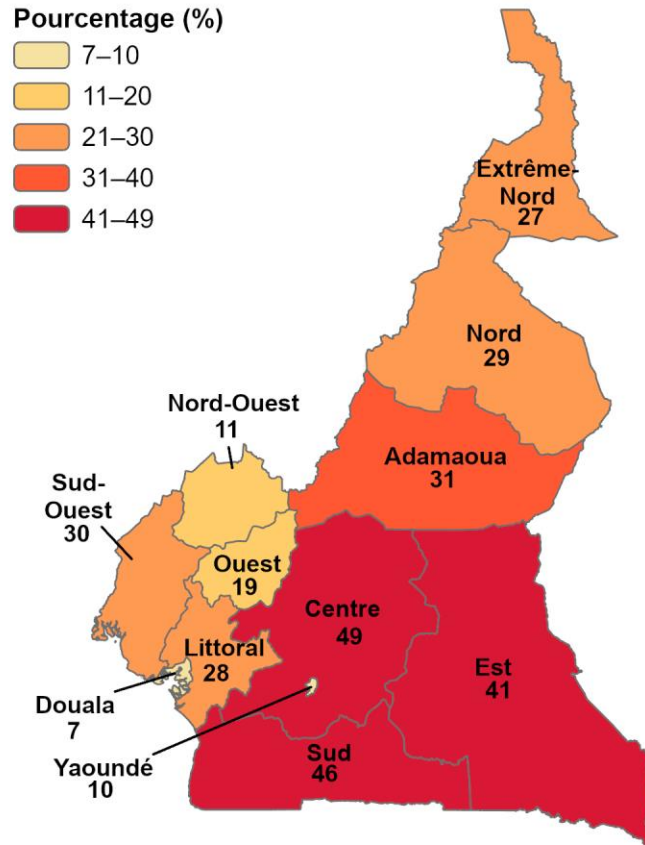 Pourcentage (%)
7–10
11–20
21–30
31–40
41–49
Extrême-
Nord
27
Nord
29
Nord-Ouest
11
Adamaoua
31
Sud-
Ouest
30
Ouest
19
Centre
49
Littoral
28
Est
41
Douala
7
Yaoundé
10
Sud
46